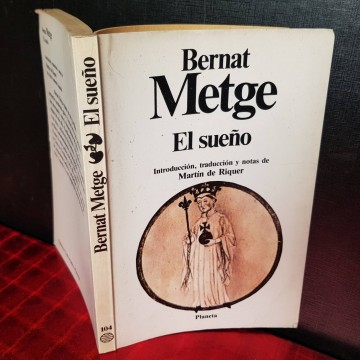 Bernat
Metge
El sueño
Introducción, traducción y notas de
Martín de Riquer
Planeta
Bernat Metge El sueño
104